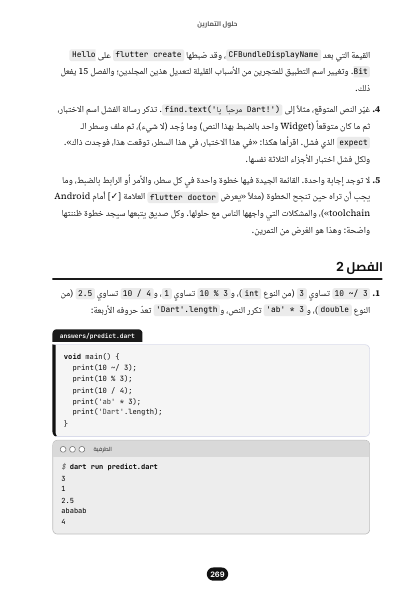 حلول التمارين
القيمة التي بعد CFBundleDisplayName، وقد ضبطها flutter create على Hello
Bit. وتغيير اسم التطبيق للمتجرين من الأسباب القليلة لتعديل هذين المجلدين؛ والفصل 15 يفعل
ذلك.
4. غيّر النص المتوقع، مثلاً إلى find.text('مرحباً يا Dart!'). تذكر رسالة الفشل اسم الاختبار،
ثم ما كان متوقعاً (Widget واحد بالضبط بهذا النص) وما وُجد (لا شيء)، ثم ملف وسطر الـ
expect الذي فشل. اقرأها هكذا: «في هذا الاختبار، في هذا السطر، توقعت هذا، فوجدت ذاك».
ولكل فشل اختبار الأجزاء الثلاثة نفسها.
5. لا توجد إجابة واحدة. القائمة الجيدة فيها خطوة واحدة في كل سطر، والأمر أو الرابط بالضبط، وما
يجب أن تراه حين تنجح الخطوة (مثلاً «يعرض flutter doctor العلامة [✓] أمام Android
toolchain»)، والمشكلات التي واجهها الناس مع حلولها. وكل صديق يتبعها سيجد خطوة ظننتها
واضحة: وهذا هو الغرض من التمرين.
الفصل 2
1. 10 ~/ 3 تساوي 3 (من النوع int)، و 10 % 3 تساوي 1، و 10 / 4 تساوي 2.5 (من
النوع double)، و 'ab' * 3 تكرر النص، و 'Dart'.length تعدّ حروفه الأربعة:
answers/predict.dart
void main() {
print(10 ~/ 3);
print(10 % 3);
print(10 / 4);
print('ab' * 3);
print('Dart'.length);
}
الطرفية
$ dart run predict.dart
3
1
2.5
ababab
4
269